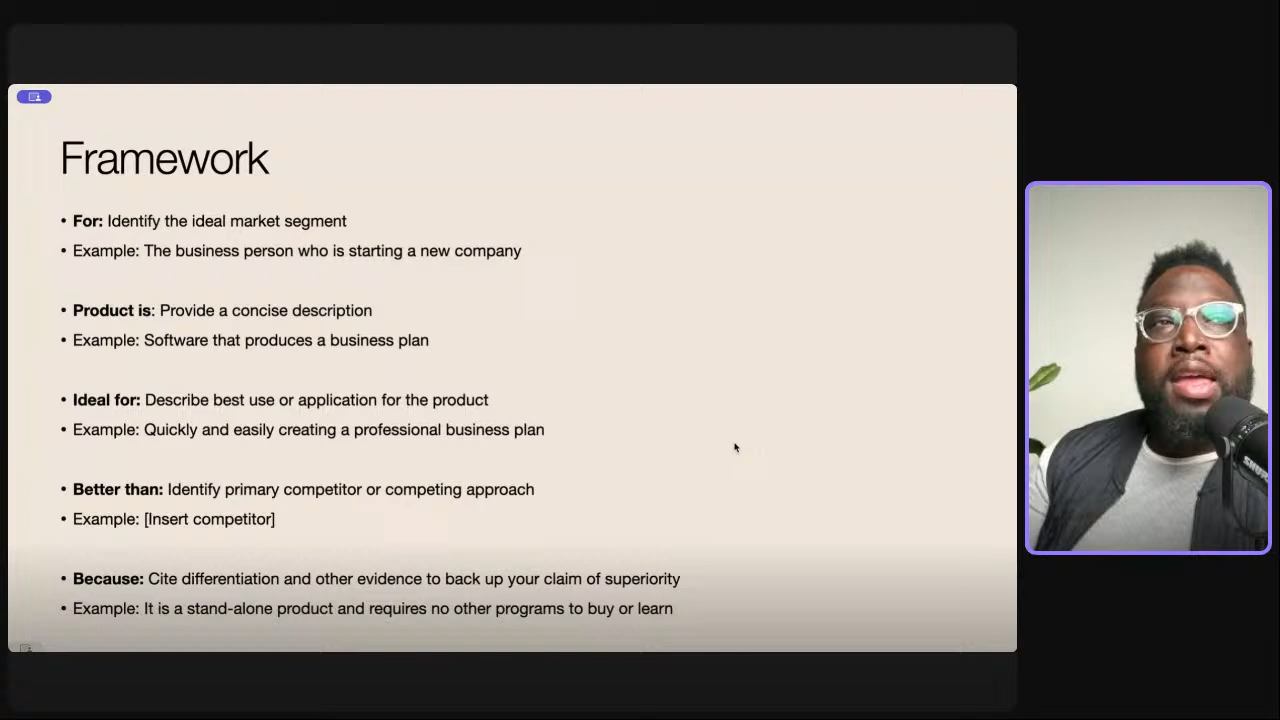 Framework
• For: Identify the ideal market segment
• Example: The business person who is starting a new company
• Product is: Provide a concise description
• Example: Software that produces a business plan
• Ideal for: Describe best use or application for the product
• Example: Quickly and easily creating a professional business plan
• Better than: Identify primary competitor or competing approach
• Example: [Insert competitor]
• Because: Cite differentiation and other evidence to back up your claim of superiority
• Example: It is a stand-alone product and requires no other programs to buy or learn